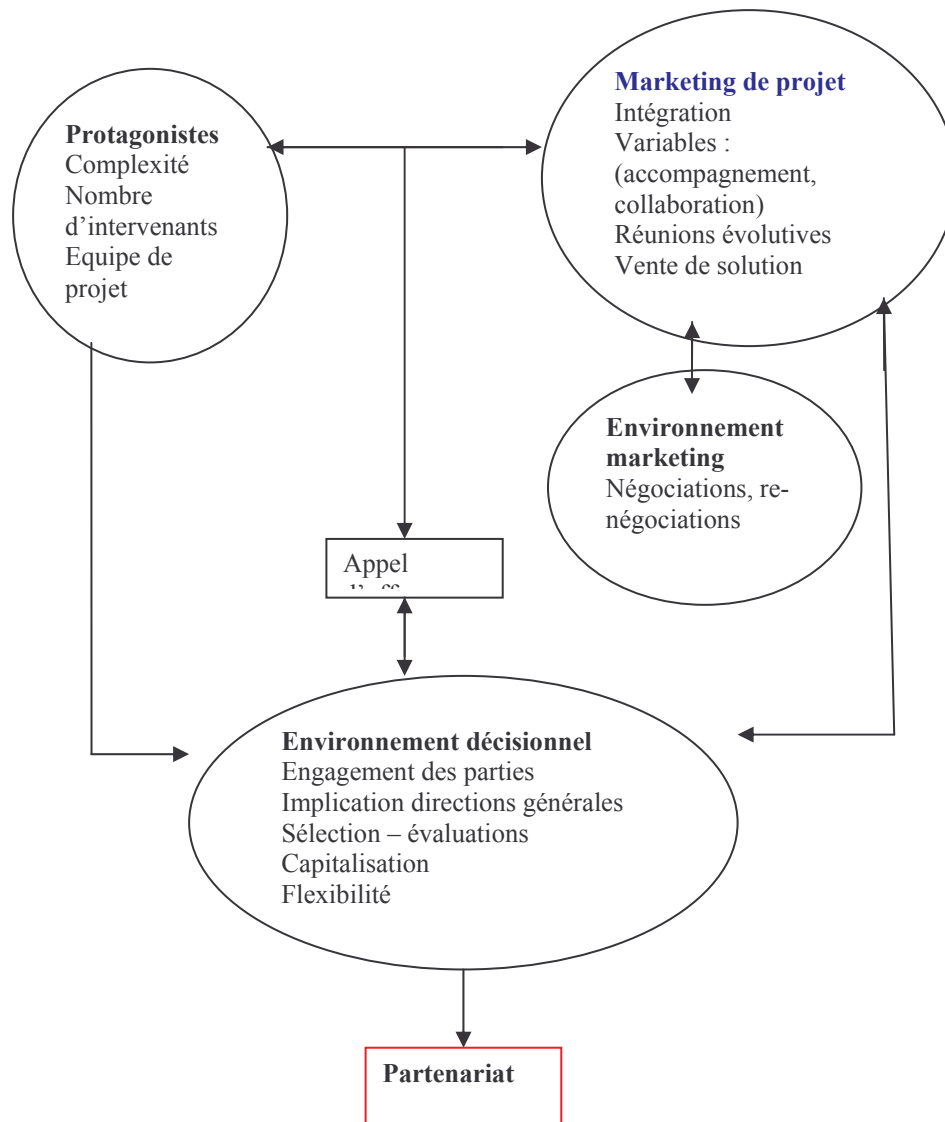 Protagonistes
Complexité
Nombre
d’intervenants
Equipe de
projet
Marketing de projet
Intégration
Variables :
(accompagnement,
collaboration)
Réunions évolutives
Vente de solution
Environnement
marketing
Négociations, re-
négociations
Appel
Environnement décisionnel
Engagement des parties
Implication directions générales
Sélection – évaluations
Capitalisation
Flexibilité
Partenariat